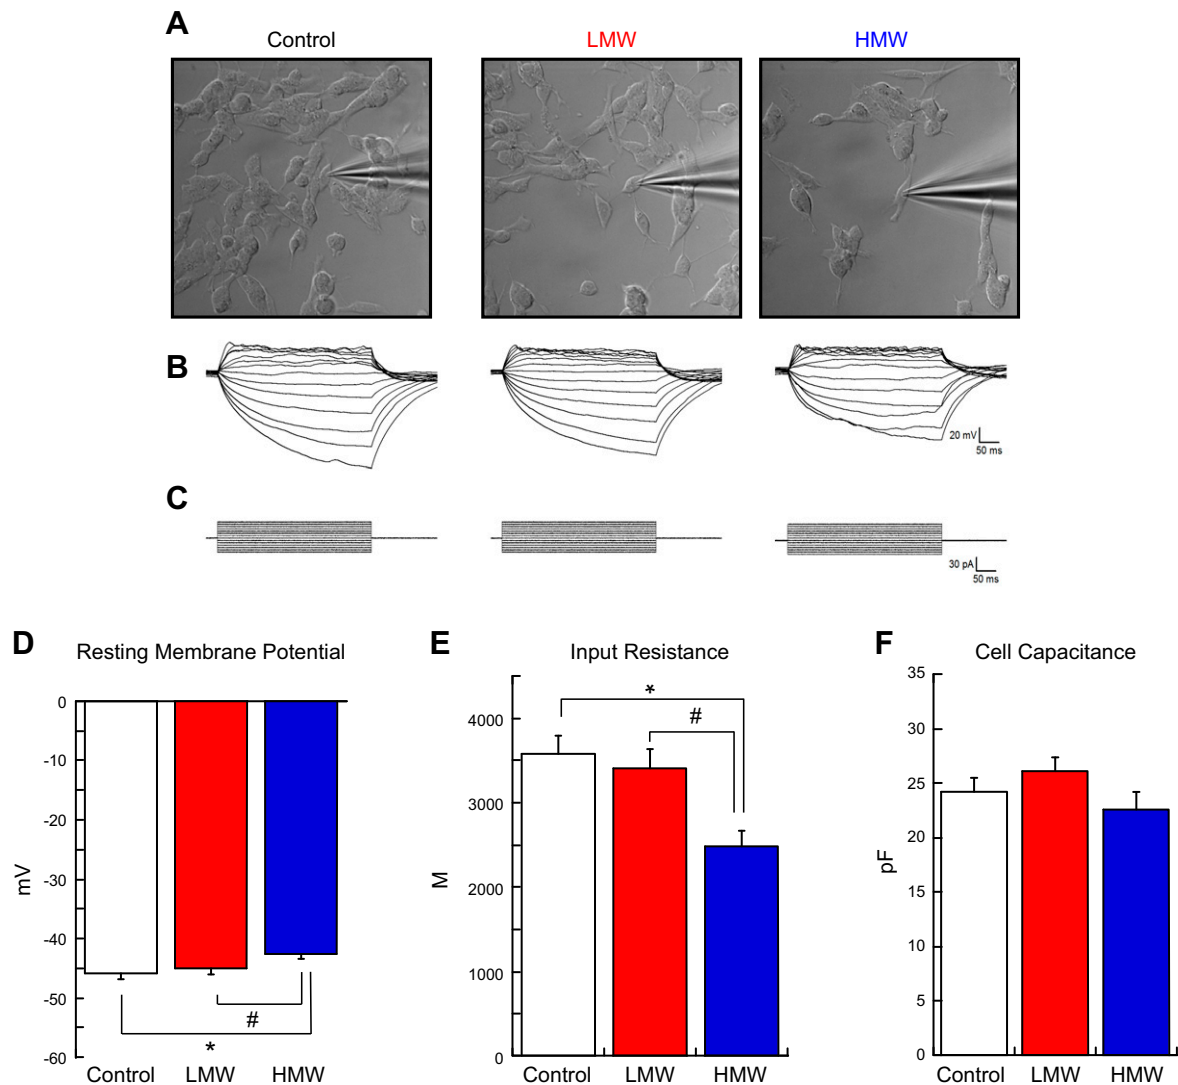 A
Control LMW HMW
B
20 mV
50 ms
C
30 pA
50 ms
D Resting Membrane Potential
0
-10
-20
-30
-40
-50
-60
mV
#
*
Control LMW HMW
E Input Resistance
*
#
4000
3000
2000
1000
0
M
Control LMW HMW
F Cell Capacitance
35
30
25
20
15
10
5
0
pF
Control LMW HMW